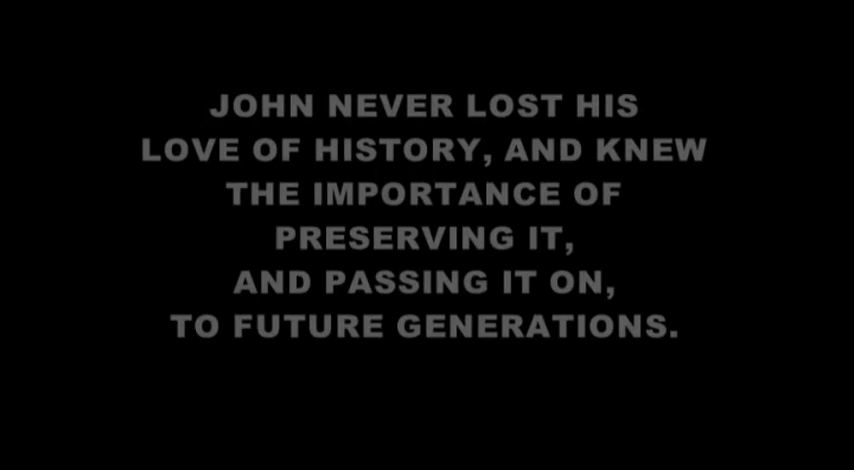 JOHN NEVER LOST HIS
LOVE OF HISTORY, AND KNEW
THE IMPORTANCE OF
PRESERVING IT,
AND PASSING IT ON,
TO FUTURE GENERATIONS.